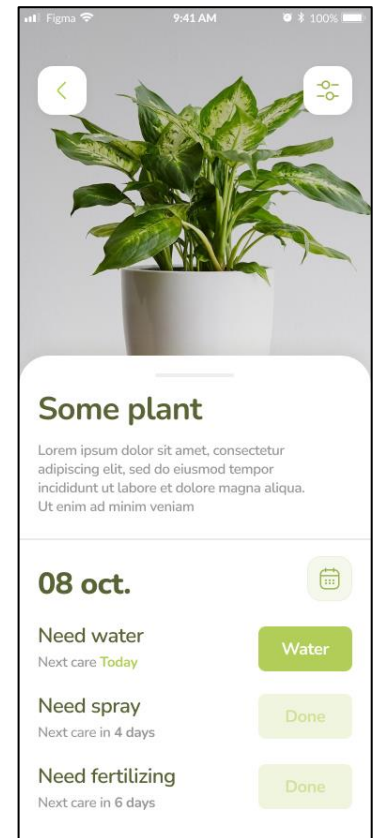 Figma 9:41 AM 100%
Some plant
Lorem ipsum dolor sit amet, consectetur
adipiscing elit, sed do eiusmod tempor
incididunt ut labore et dolore magna aliqua.
Ut enim ad minim veniam
08 oct.
Need water
Water
Next care Today
Need spray
Done
Next care in 4 days
Need fertilizing
Done
Next care in 6 days